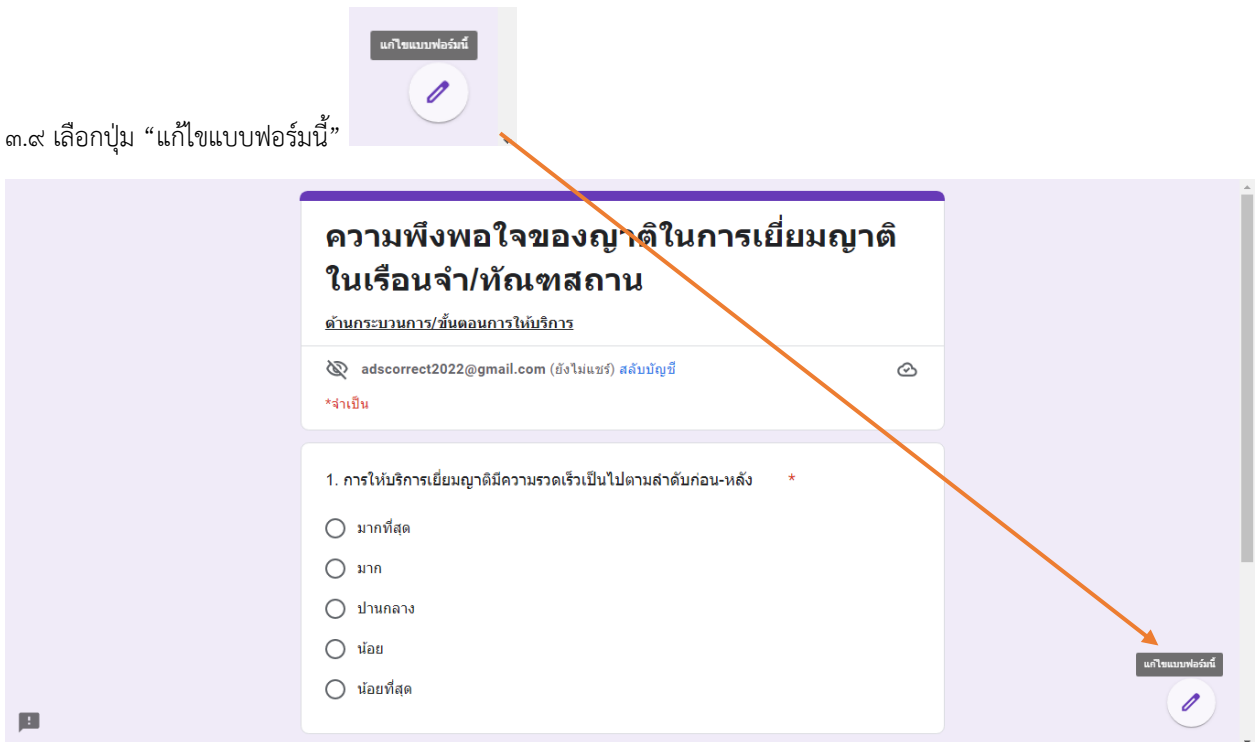 แก้ไขแบบฟอร์มนี้
๓.๙ เลือกปุ่ม “แก้ไขแบบฟอร์มนี้”
ความพึงพอใจของญาติในการเยี่ยมญาติ
ในเรือนจำ/ทัณฑสถาน
ด้านกระบวนการ/ขั้นตอนการให้บริการ
adscorrect2022@gmail.com (ยังไม่แชร์) สลับบัญชี
*จำเป็น
1. การให้บริการเยี่ยมญาติมีความรวดเร็วเป็นไปตามลำดับก่อน-หลัง *
มากที่สุด
มาก
ปานกลาง
น้อย
น้อยที่สุด
แก้ไขแบบฟอร์มนี้